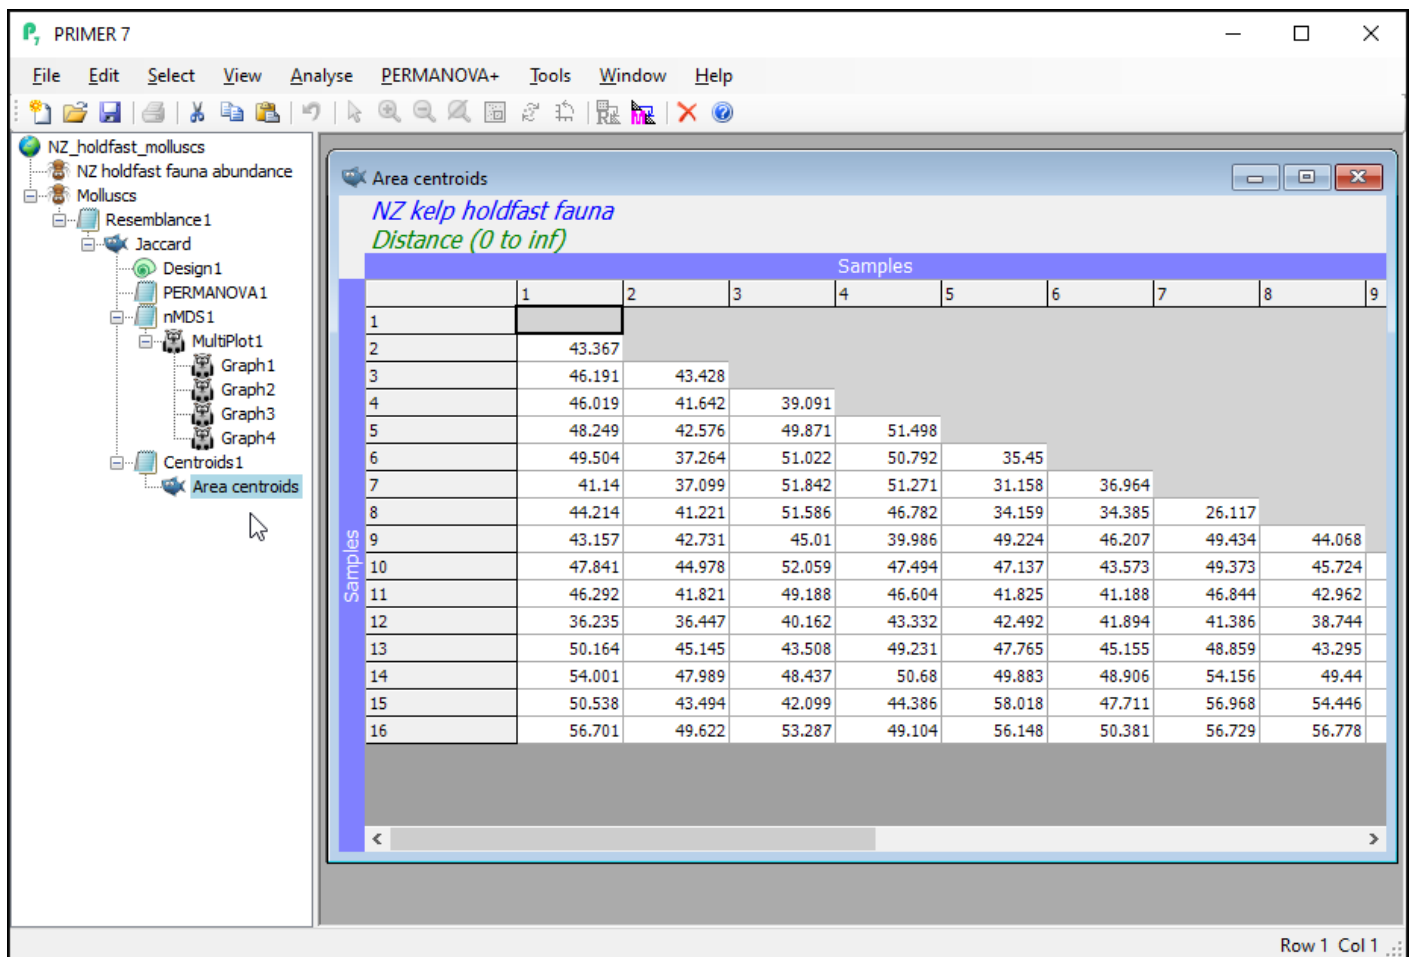 PRIMER 7
File Edit Select View Analyse PERMANOVA+ Tools Window Help
NZ_holdfast_molluscs
NZ holdfast fauna abundance
Molluscs
Resemblance1
Jaccard
Design1
PERMANOVA1
nMDS1
MultiPlot1
Graph1
Graph2
Graph3
Graph4
Centroids1
Area centroids
Area centroids
NZ kelp holdfast fauna
Distance (0 to inf)
Samples
Samples
1 2 3 4 5 6 7 8 9
1
2 43.367
3 46.191 43.428
4 46.019 41.642 39.091
5 48.249 42.576 49.871 51.498
6 49.504 37.264 51.022 50.792 35.45
7 41.14 37.099 51.842 51.271 31.158 36.964
8 44.214 41.221 51.586 46.782 34.159 34.385 26.117
9 43.157 42.731 45.01 39.986 49.224 46.207 49.434 44.068
10 47.841 44.978 52.059 47.494 47.137 43.573 49.373 45.724
11 46.292 41.821 49.188 46.604 41.825 41.188 46.844 42.962
12 36.235 36.447 40.162 43.332 42.492 41.894 41.386 38.744
13 50.164 45.145 43.508 49.231 47.765 45.155 48.859 43.295
14 54.001 47.989 48.437 50.68 49.883 48.906 54.156 49.44
15 50.538 43.494 42.099 44.386 58.018 47.711 56.968 54.446
16 56.701 49.622 53.287 49.104 56.148 50.381 56.729 56.778
Row 1 Col 1